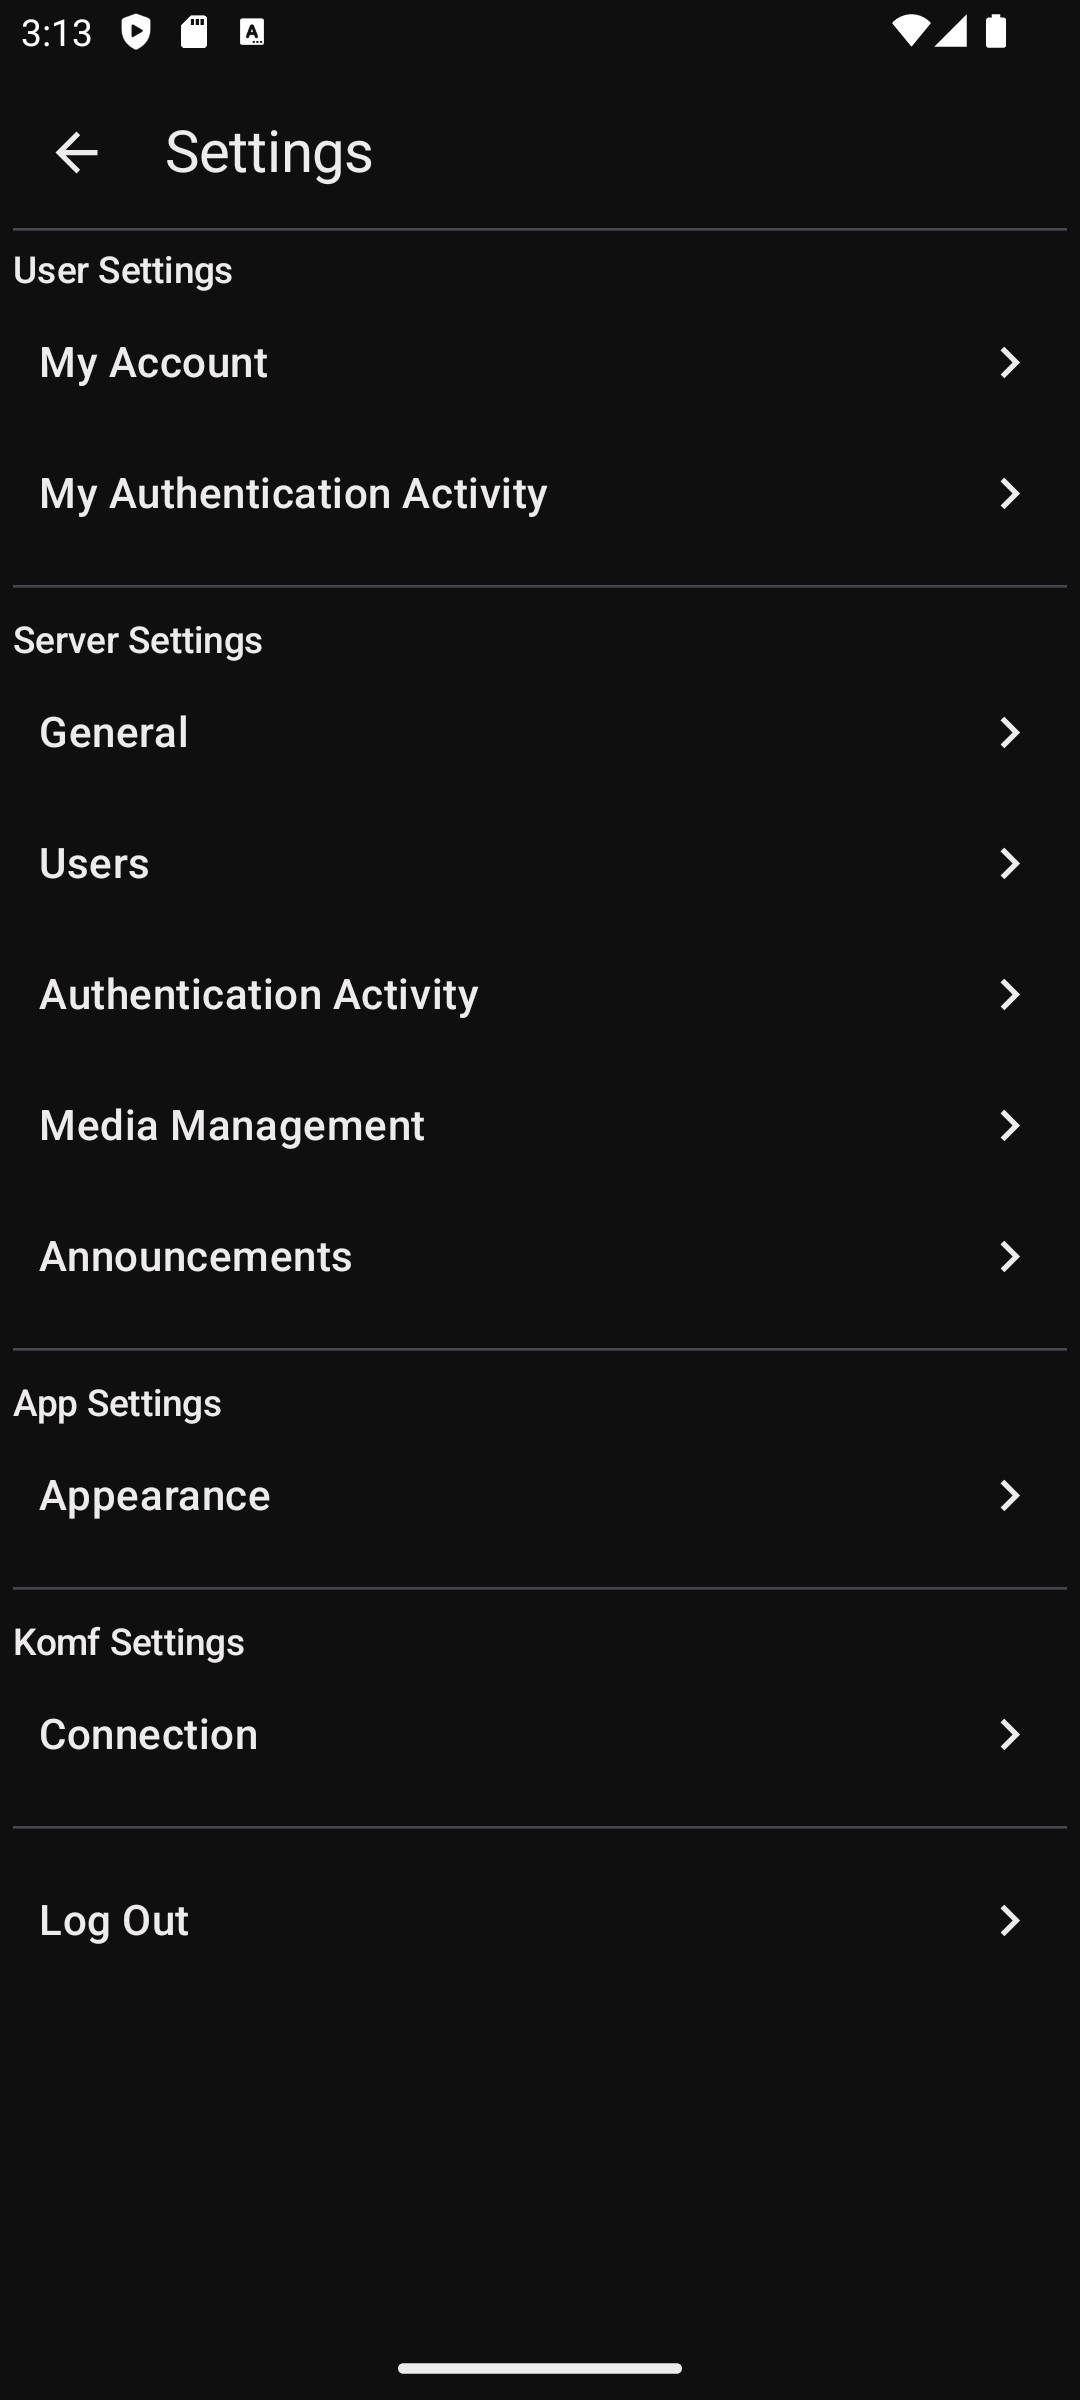 3:13
Settings
User Settings
My Account
My Authentication Activity
Server Settings
General
Users
Authentication Activity
Media Management
Announcements
App Settings
Appearance
Komf Settings
Connection
Log Out